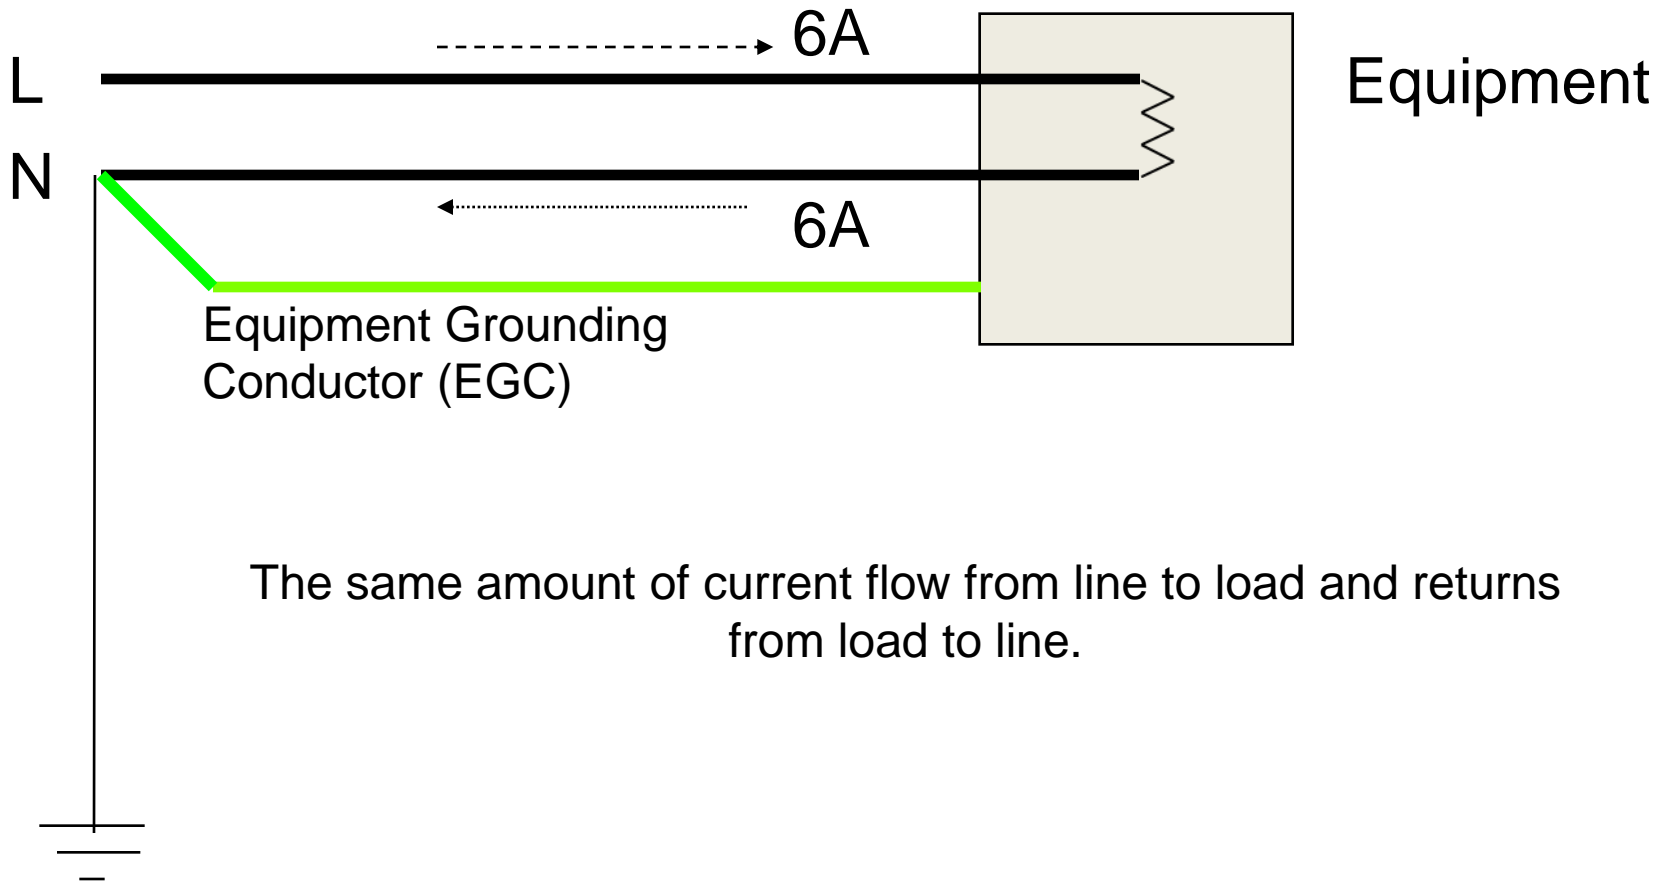 6A
L
Equipment
N
6A
Equipment Grounding
Conductor (EGC)
The same amount of current flow from line to load and returns
from load to line.